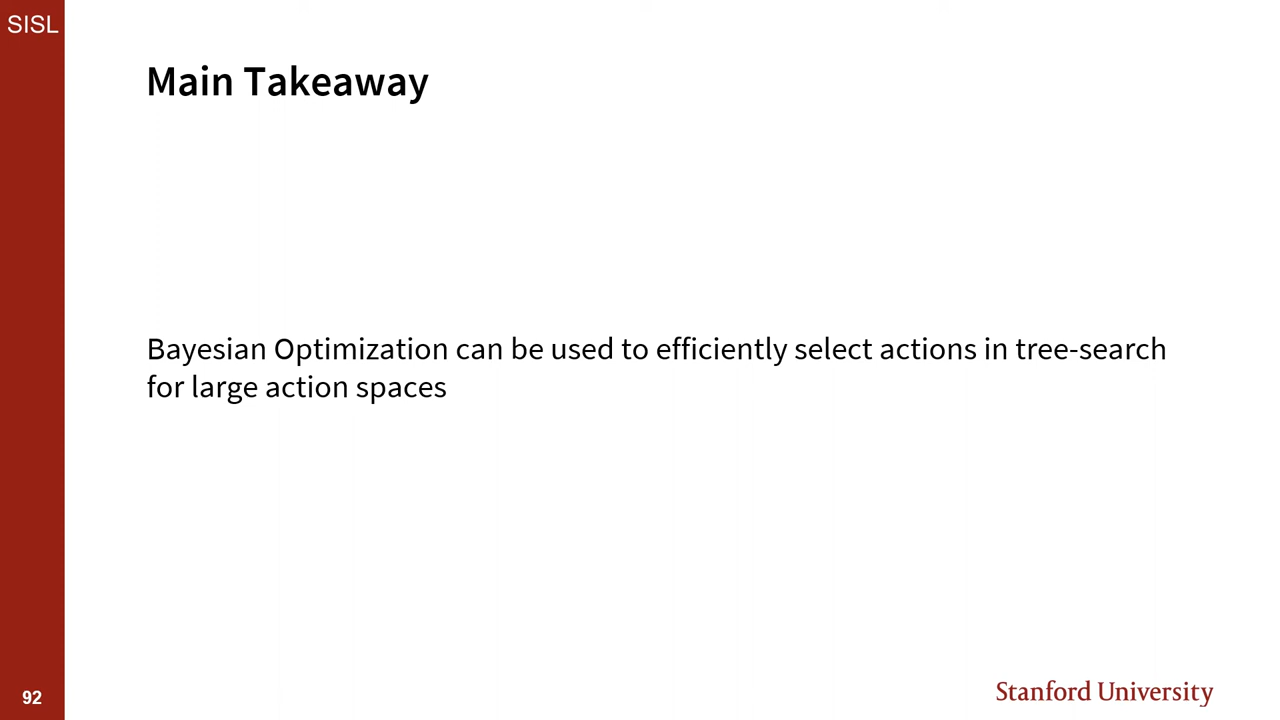 SISL
Main Takeaway
Bayesian Optimization can be used to efficiently select actions in tree-search
for large action spaces
92
Stanford University